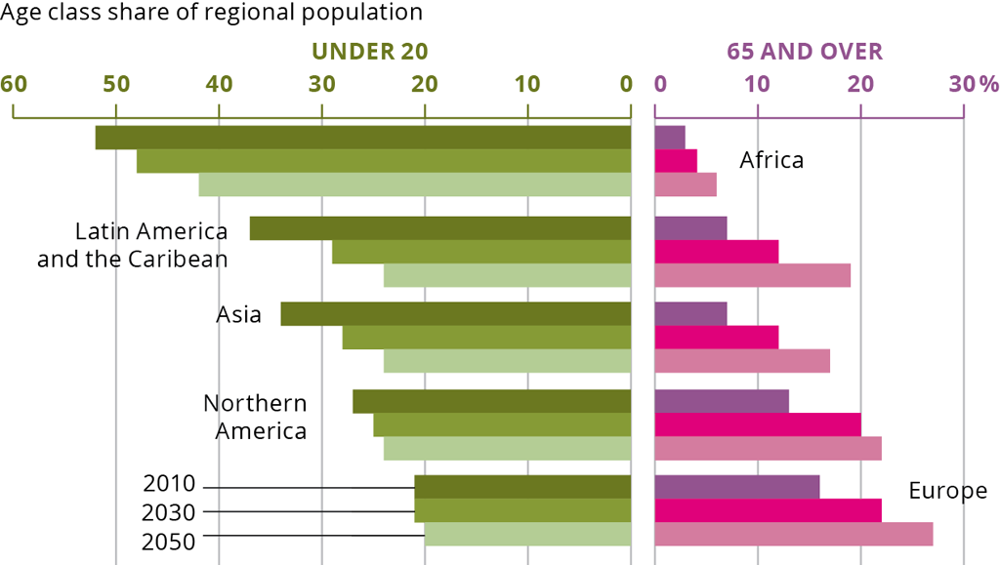 Age class share of regional population
UNDER 20
65 AND OVER
60 50 40 30 20 10 0
0 10 20 30 %
Africa
Latin America
and the Caribean
Asia
Northern
America
2010
2030
2050
Europe